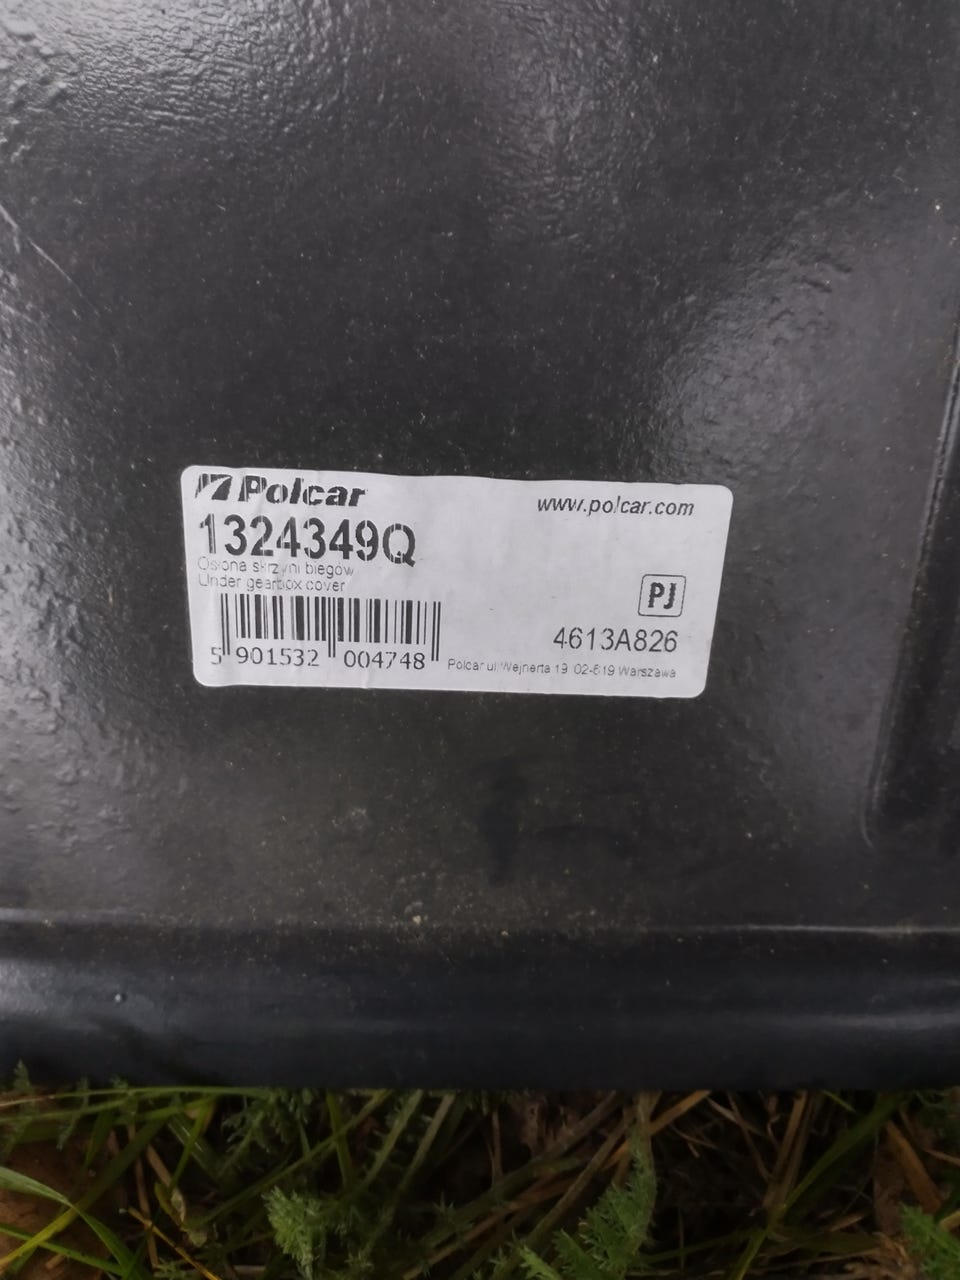 Polcar
www.polcar.com
1324349Q
Osłona skrzyni biegów
Under gearbox cover
PJ
4613A826
5 901532 004748
Polcar ul. Wejnerta 19 02-619 Warszawa